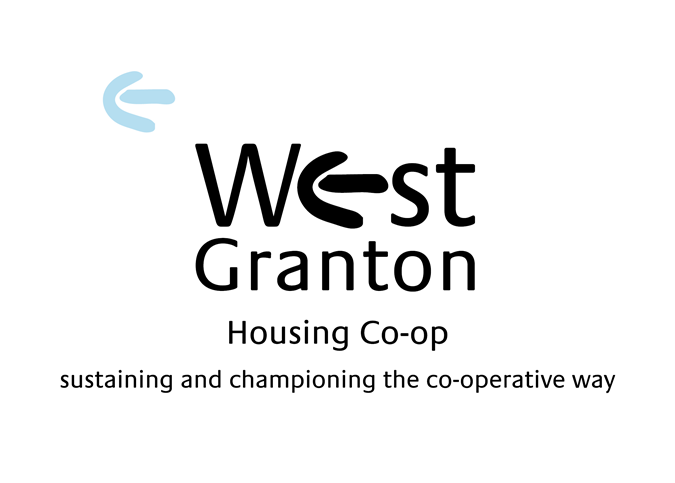 West
Granton
Housing Co-op
sustaining and championing the co-operative way